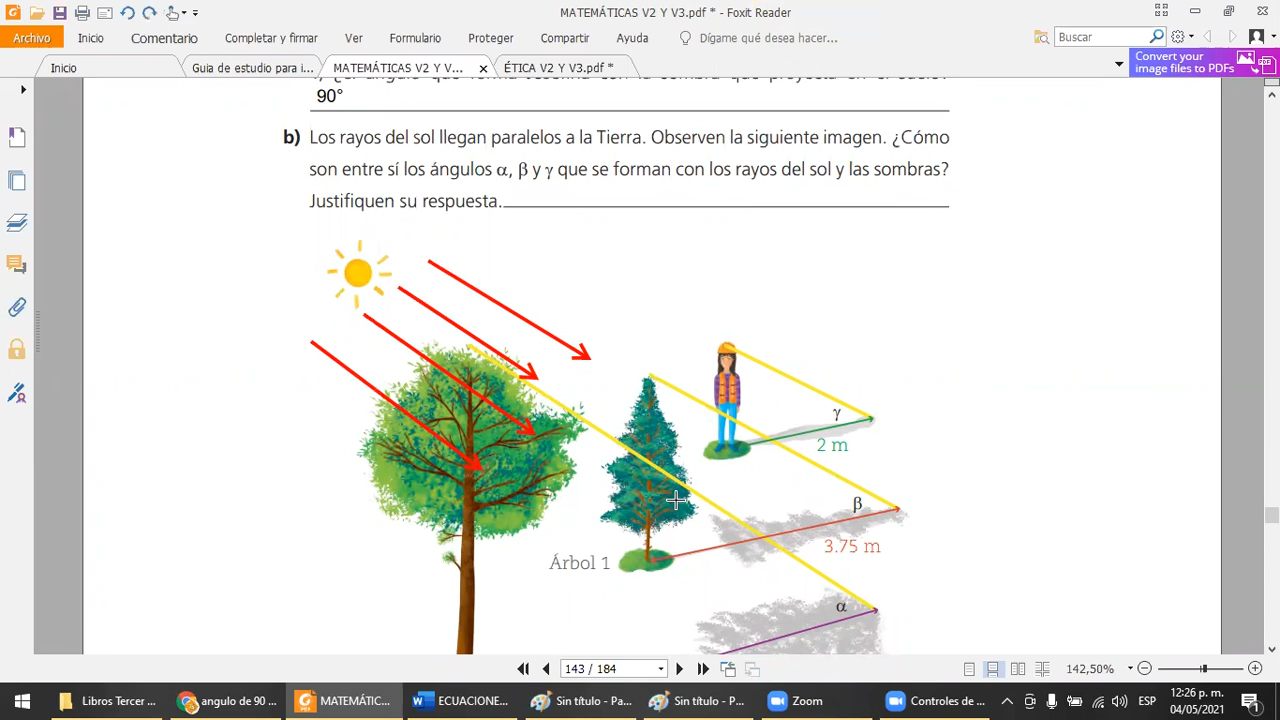 MATEMÁTICAS V2 Y V3.pdf * - Foxit Reader
Archivo Inicio Comentario Completar y firmar Ver Formulario Proteger Compartir Ayuda Dígame qué desea hacer... Buscar
Inicio Guia de estudio para i... MATEMÁTICAS V2 Y V... ÉTICA V2 Y V3.pdf * Convert your
image files to PDFs
90°
b) Los rayos del sol llegan paralelos a la Tierra. Observen la siguiente imagen. ¿Cómo
son entre sí los ángulos α, β y γ que se forman con los rayos del sol y las sombras?
Justifiquen su respuesta.
γ
2 m
β
3.75 m
Árbol 1
α
143 / 184 142,50%
Libros Tercer ... angulo de 90 ... MATEMÁTIC... ECUACIONE... Sin título - Pa... Sin título - P... Zoom Controles de ... ESP 12:26 p. m.
04/05/2021